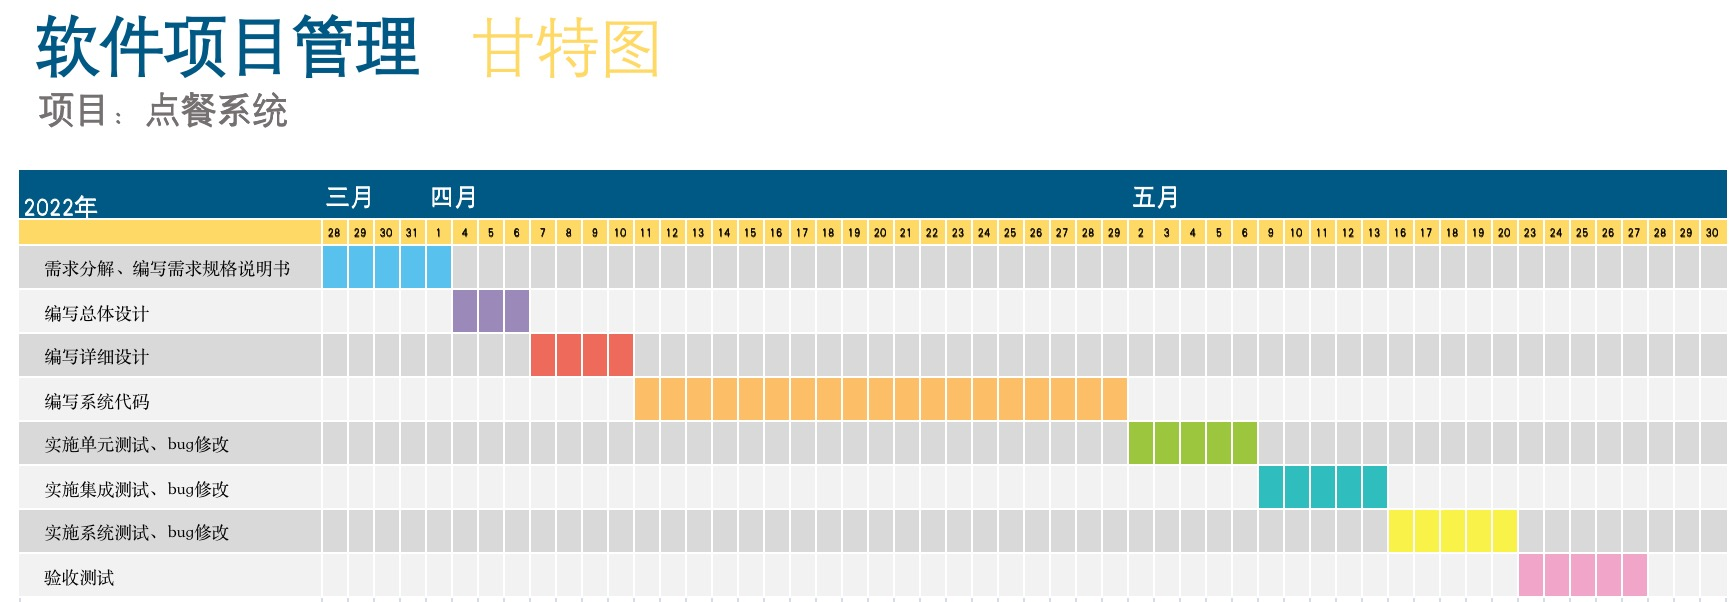 软件项目管理 甘特图
项目：点餐系统
2022年 三月 四月 五月
28 29 30 31 1 4 5 6 7 8 9 10 11 12 13 14 15 16 17 18 19 20 21 22 23 24 25 26 27 28 29 2 3 4 5 6 9 10 11 12 13 16 17 18 19 20 23 24 25 26 27 28 29 30
需求分解、编写需求规格说明书
编写总体设计
编写详细设计
编写系统代码
实施单元测试、bug修改
实施集成测试、bug修改
实施系统测试、bug修改
验收测试